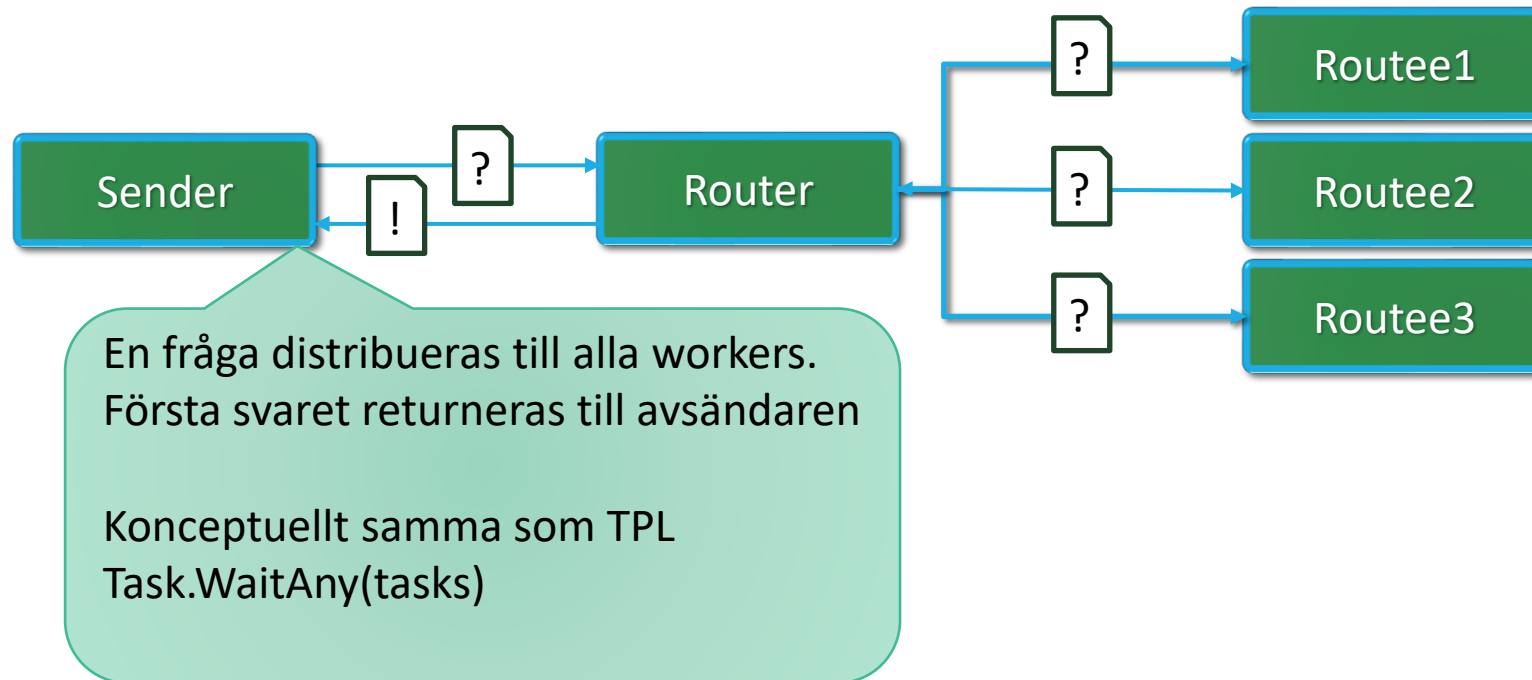 ?
Routee1
Sender
?
!
Router
?
Routee2
?
Routee3
En fråga distribueras till alla workers.
Första svaret returneras till avsändaren
Konceptuellt samma som TPL
Task.WaitAny(tasks)